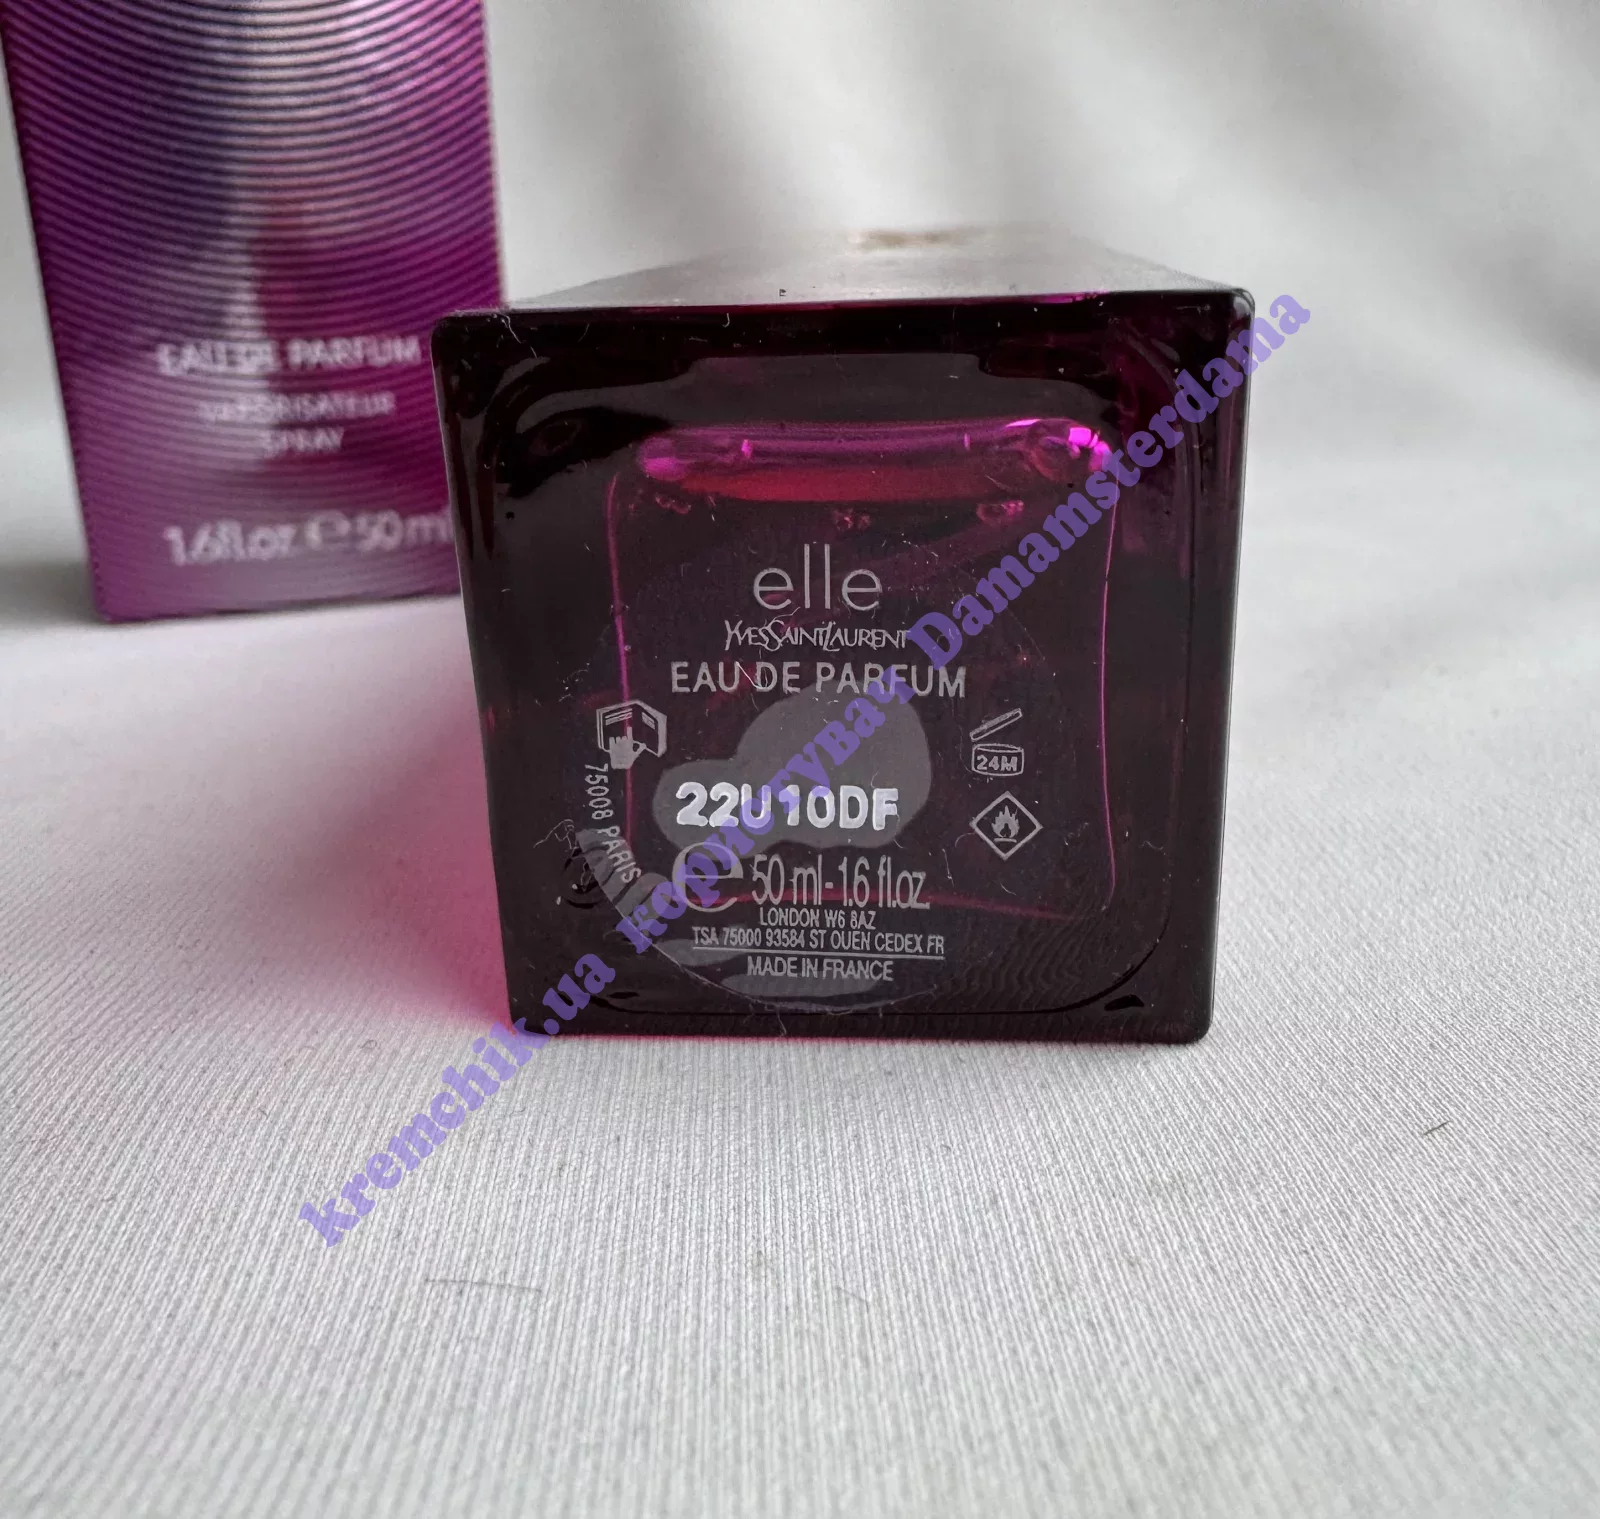 EAU DE PARFUM
VAPORISATEUR
SPRAY
1.6fl.oz e 50 ml
elle
YVESSAINTLAURENT
EAU DE PARFUM
24M
75008 PARIS
22U10DF
e 50 ml-1.6 fl.oz
LONDON W6 8AZ
TSA 75000 93584 ST OUEN CEDEX FR
MADE IN FRANCE
kremchik.ua користувач Damamsterdama